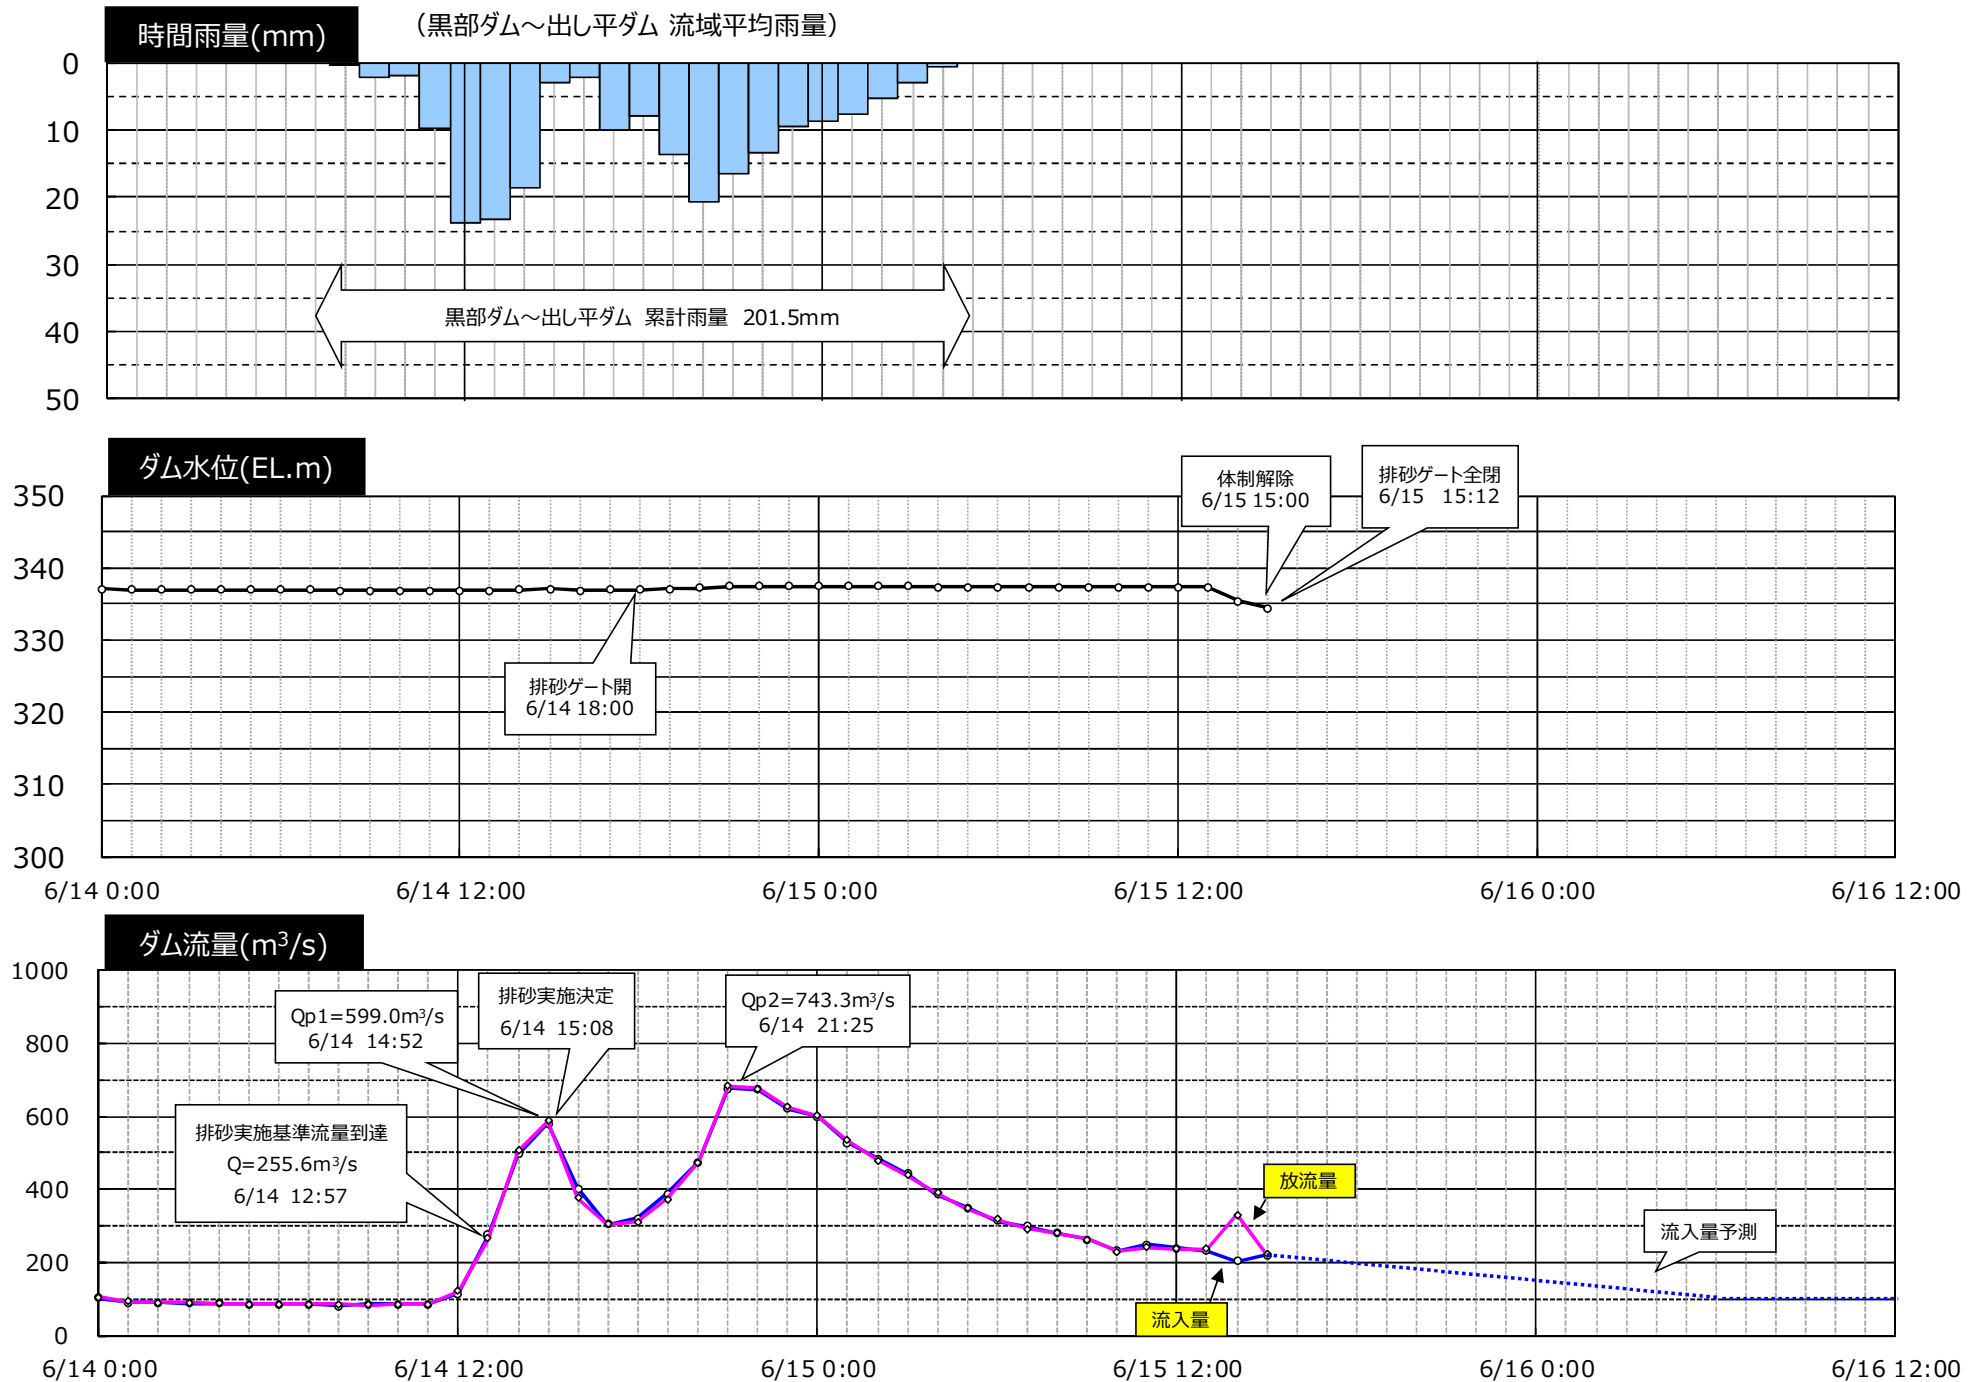 時間雨量(mm)
(黒部ダム～出し平ダム 流域平均雨量)
0
10
20
30
40
50
黒部ダム～出し平ダム 累計雨量 201.5mm
ダム水位(EL.m)
350
340
330
320
310
300
体制解除
6/15 15:00
排砂ゲート全閉
6/15 15:12
排砂ゲート開
6/14 18:00
6/14 0:00
6/14 12:00
6/15 0:00
6/15 12:00
6/16 0:00
6/16 12:00
ダム流量(m³/s)
1000
800
600
400
200
0
Qp1=599.0m³/s
6/14 14:52
排砂実施決定
6/14 15:08
Qp2=743.3m³/s
6/14 21:25
排砂実施基準流量到達
Q=255.6m³/s
6/14 12:57
放流量
流入量
流入量予測
6/14 0:00
6/14 12:00
6/15 0:00
6/15 12:00
6/16 0:00
6/16 12:00